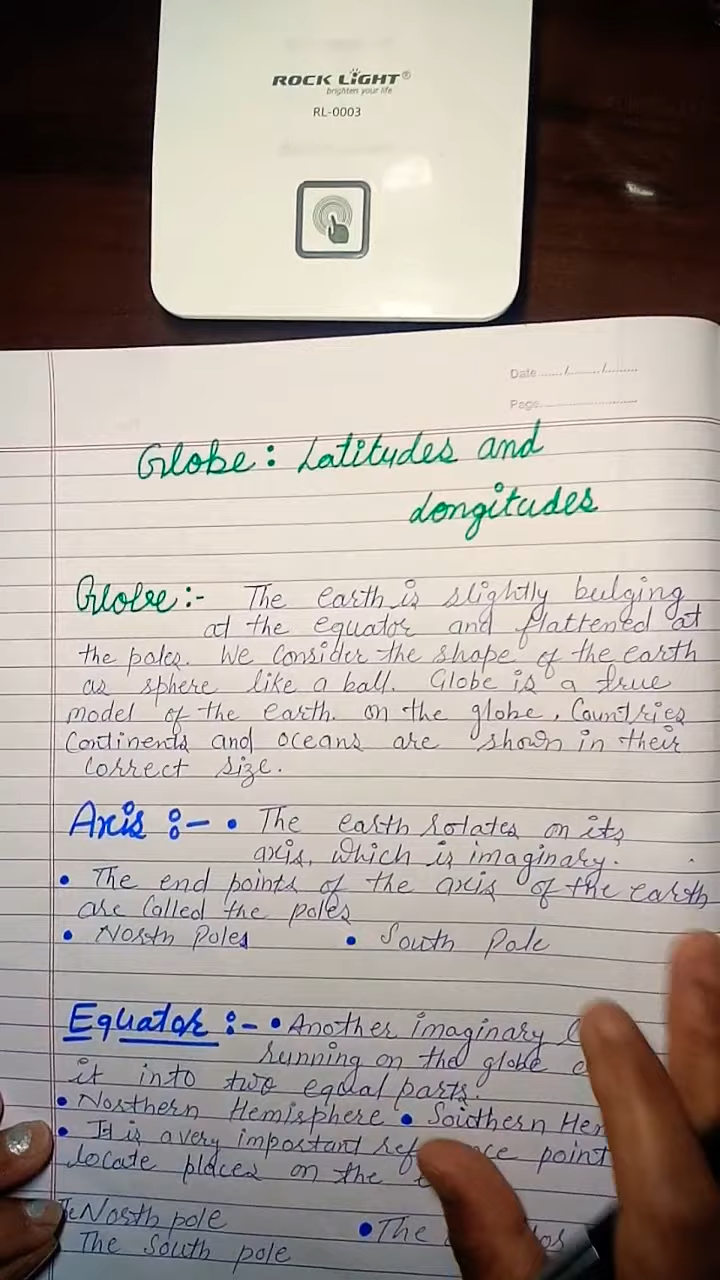 ROCK LIGHT®
brighten your life
RL-0003
Date ....../........./.........
Page...........................
Globe: Latitudes and
Longitudes
Globe:- The earth is slightly bulging
at the equator and flattened at
the poles. We Consider the shape of the earth
as sphere like a ball. Globe is a true
model of the earth. on the globe, Countries
Continents and oceans are shown in their
correct size.
Axis :- • The earth rotates on its
axis, which is imaginary.
• The end points of the axis of the earth
are called the poles
• North Poles • South Pole
Equator :- • Another imaginary
running on the globe
it into two equal parts.
• Northern Hemisphere • Soidthern Her
• It is a very important point
locate places on the
The North pole • The
The South pole